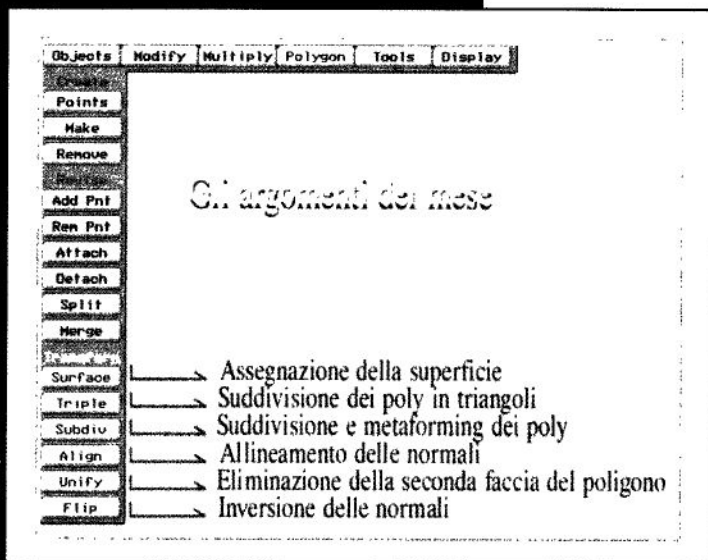 Objects Modify Multiply Polygon Tools Display
Create
Points
Make
Remove
Revise
Add Pnt
Rem Pnt
Attach
Detach
Split
Merge
Surface
Triple
Subdiv
Align
Unify
Flip
Gli argomenti del mese
Assegnazione della superficie
Suddivisione dei poly in triangoli
Suddivisione e metaforming dei poly
Allineamento delle normali
Eliminazione della seconda faccia del poligono
Inversione delle normali